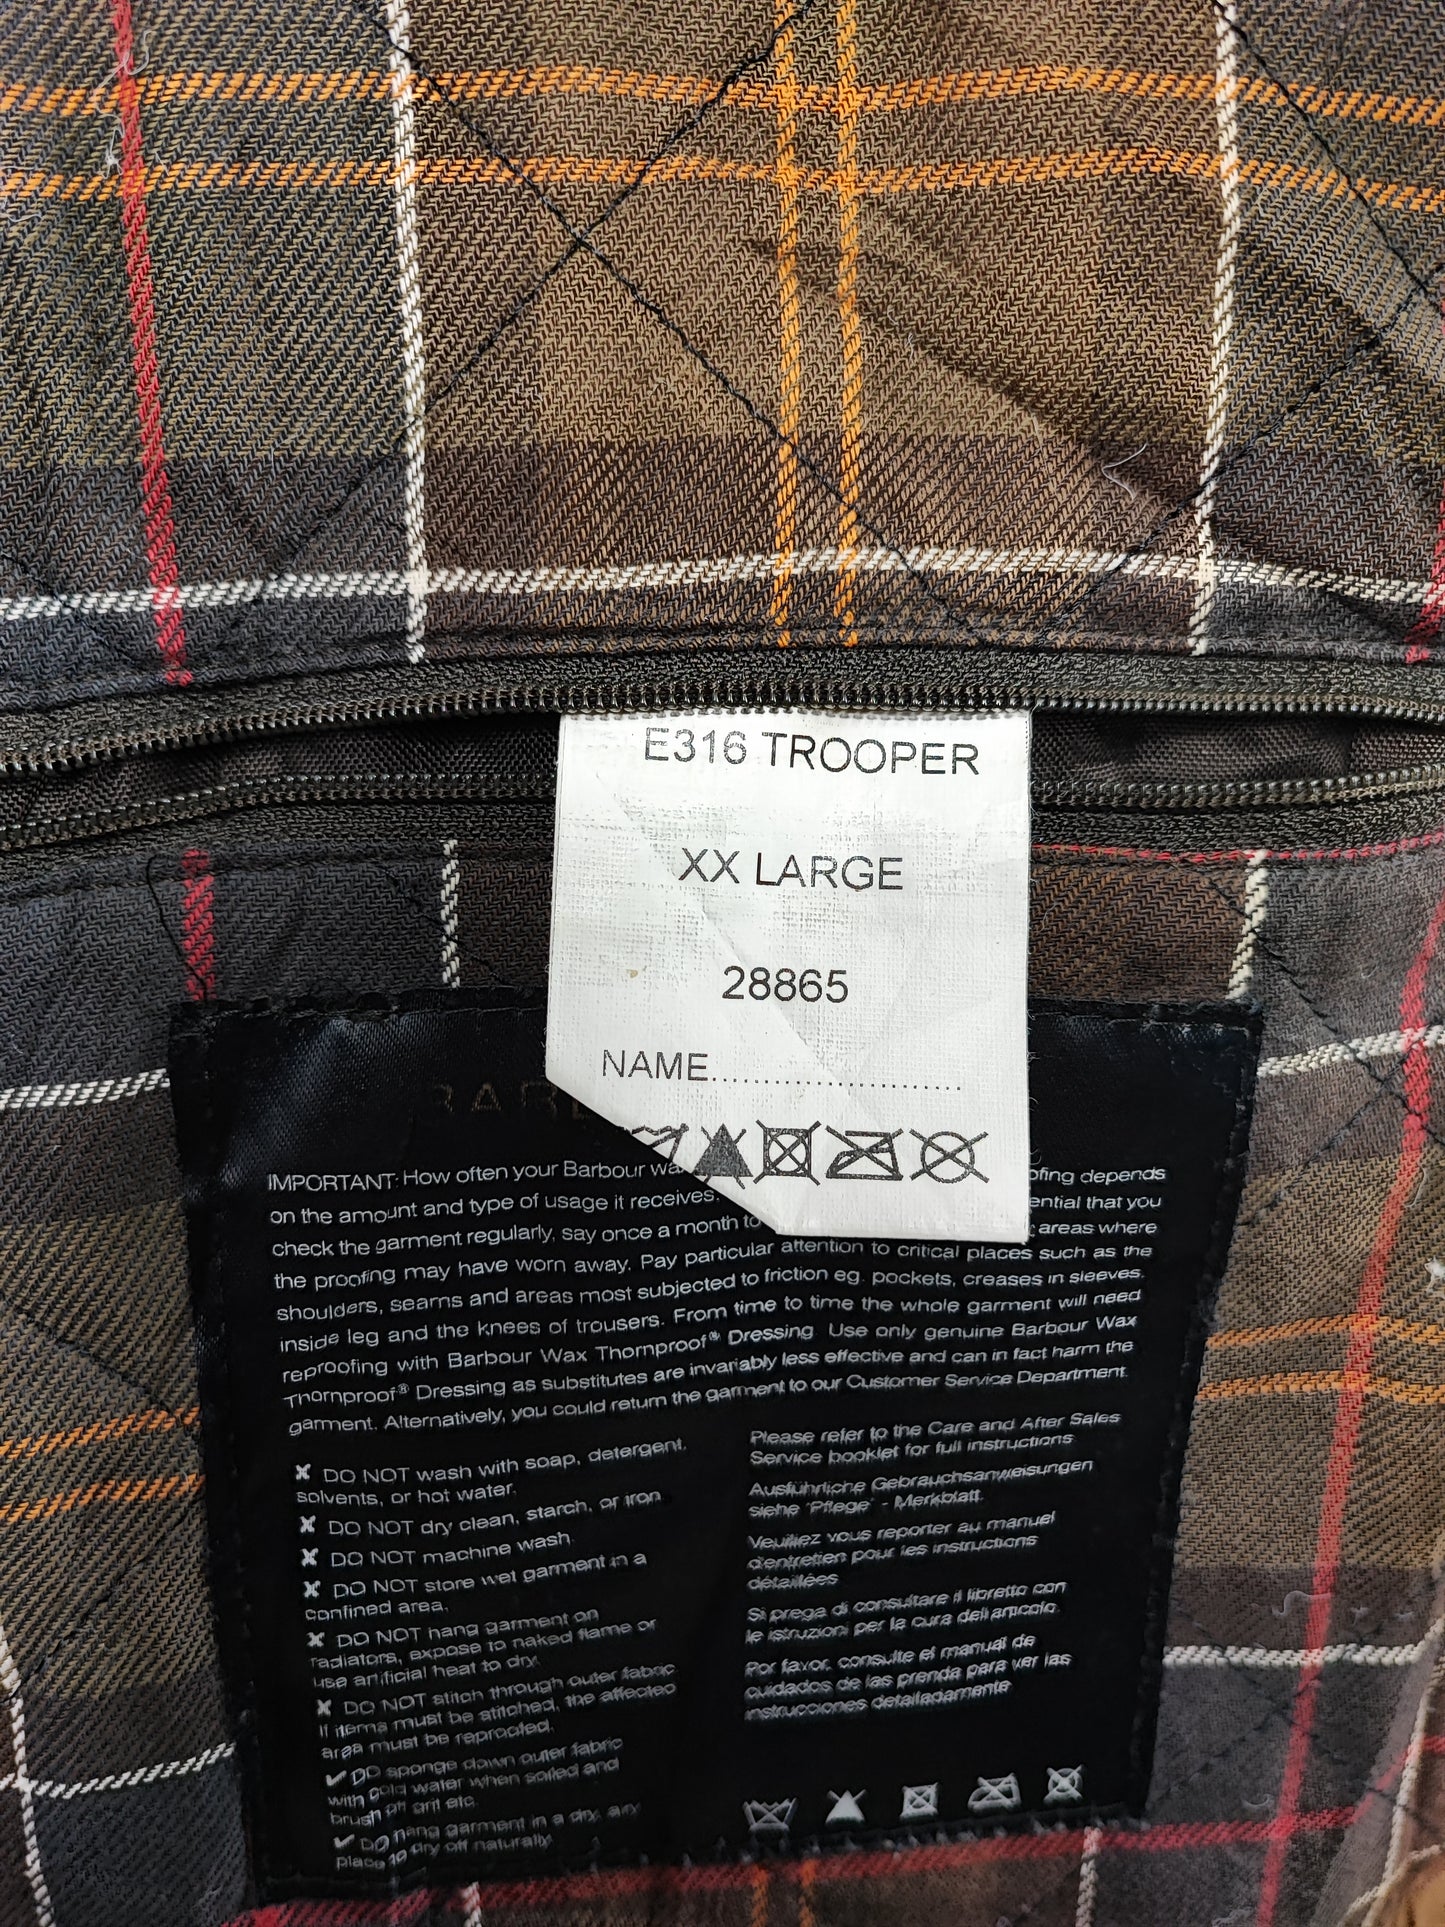 E316 TROOPER
XX LARGE
28865
NAME
IMPORTANT: How often your Barbour
on the amount and type of usage it receives. ential that you
check the garment regularly, say once a month to areas where
the proofing may have worn away. Pay particular attention to critical places such as the
shoulders, seams and areas most subjected to friction eg. pockets, creases in sleeves.
inside leg and the knees of trousers. From time to time the whole garment will need
reproofing with Barbour Wax Thornproof® Dressing. Use only genuine Barbour Wax
Thornproof® Dressing as substitutes are invariably less effective and can in fact harm the
garment. Alternatively, you could return the garment to our Customer Service Department.
DO NOT wash with soap, detergent,
solvents, or hot water.
DO NOT dry clean, starch, or iron.
DO NOT machine wash.
DO NOT store wet garment in a
confined area.
DO NOT hang garment on
radiators, expose to naked flame or
use artificial heat to dry.
DO NOT stitch through outer fabric
If items must be stitched, the affected
area must be reproofed.
DO sponge down outer fabric
with cold water when soiled and
brush off grit etc.
DO hang garment in a dry, airy
place to dry off naturally.
Please refer to the Care and After Sales
Service booklet for full instructions
Ausführliche Gebrauchsanweisungen
siehe 'Pflege' - Merkblatt.
Veuillez vous reporter au manuel
d'entretien pour les instructions
détaillées
Si prega di consultare il libretto con
le istruzioni per la cura dell'articolo.
Por favor, consulte el manual de
cuidados de las prenda para ver las
instrucciones detalladamente